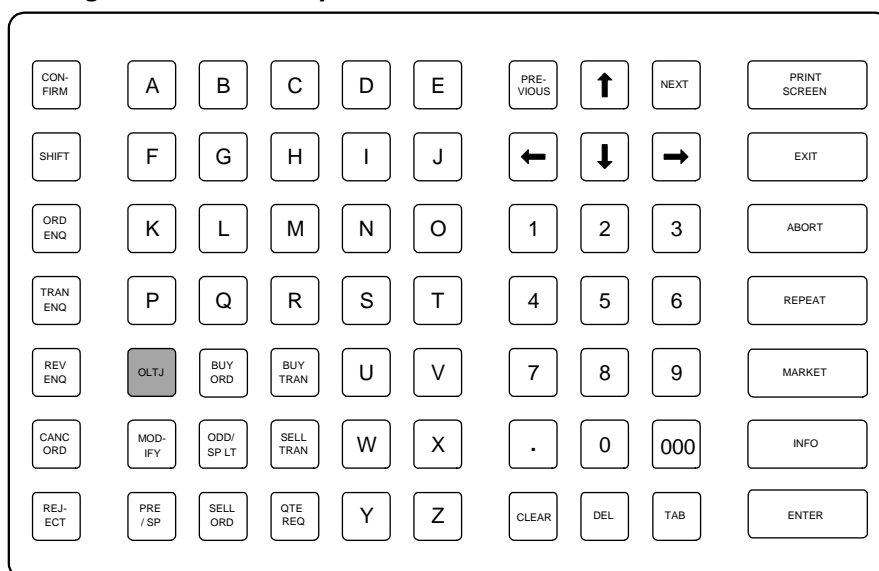 CON-
FIRM
A B C D E
PRE-
VIOUS
NEXT
PRINT
SCREEN
SHIFT
F G H I J
EXIT
ORD
ENQ
K L M N O
1 2 3
ABORT
TRAN
ENQ
P Q R S T
4 5 6
REPEAT
REV
ENQ
OLTJ
BUY
ORD
BUY
TRAN
U V
7 8 9
MARKET
CANC
ORD
MOD-
IFY
ODD/
SP LT
SELL
TRAN
W X
. 0 000
INFO
REJ-
ECT
PRE
/ SP
SELL
ORD
QTE
REQ
Y Z
CLEAR DEL TAB
ENTER